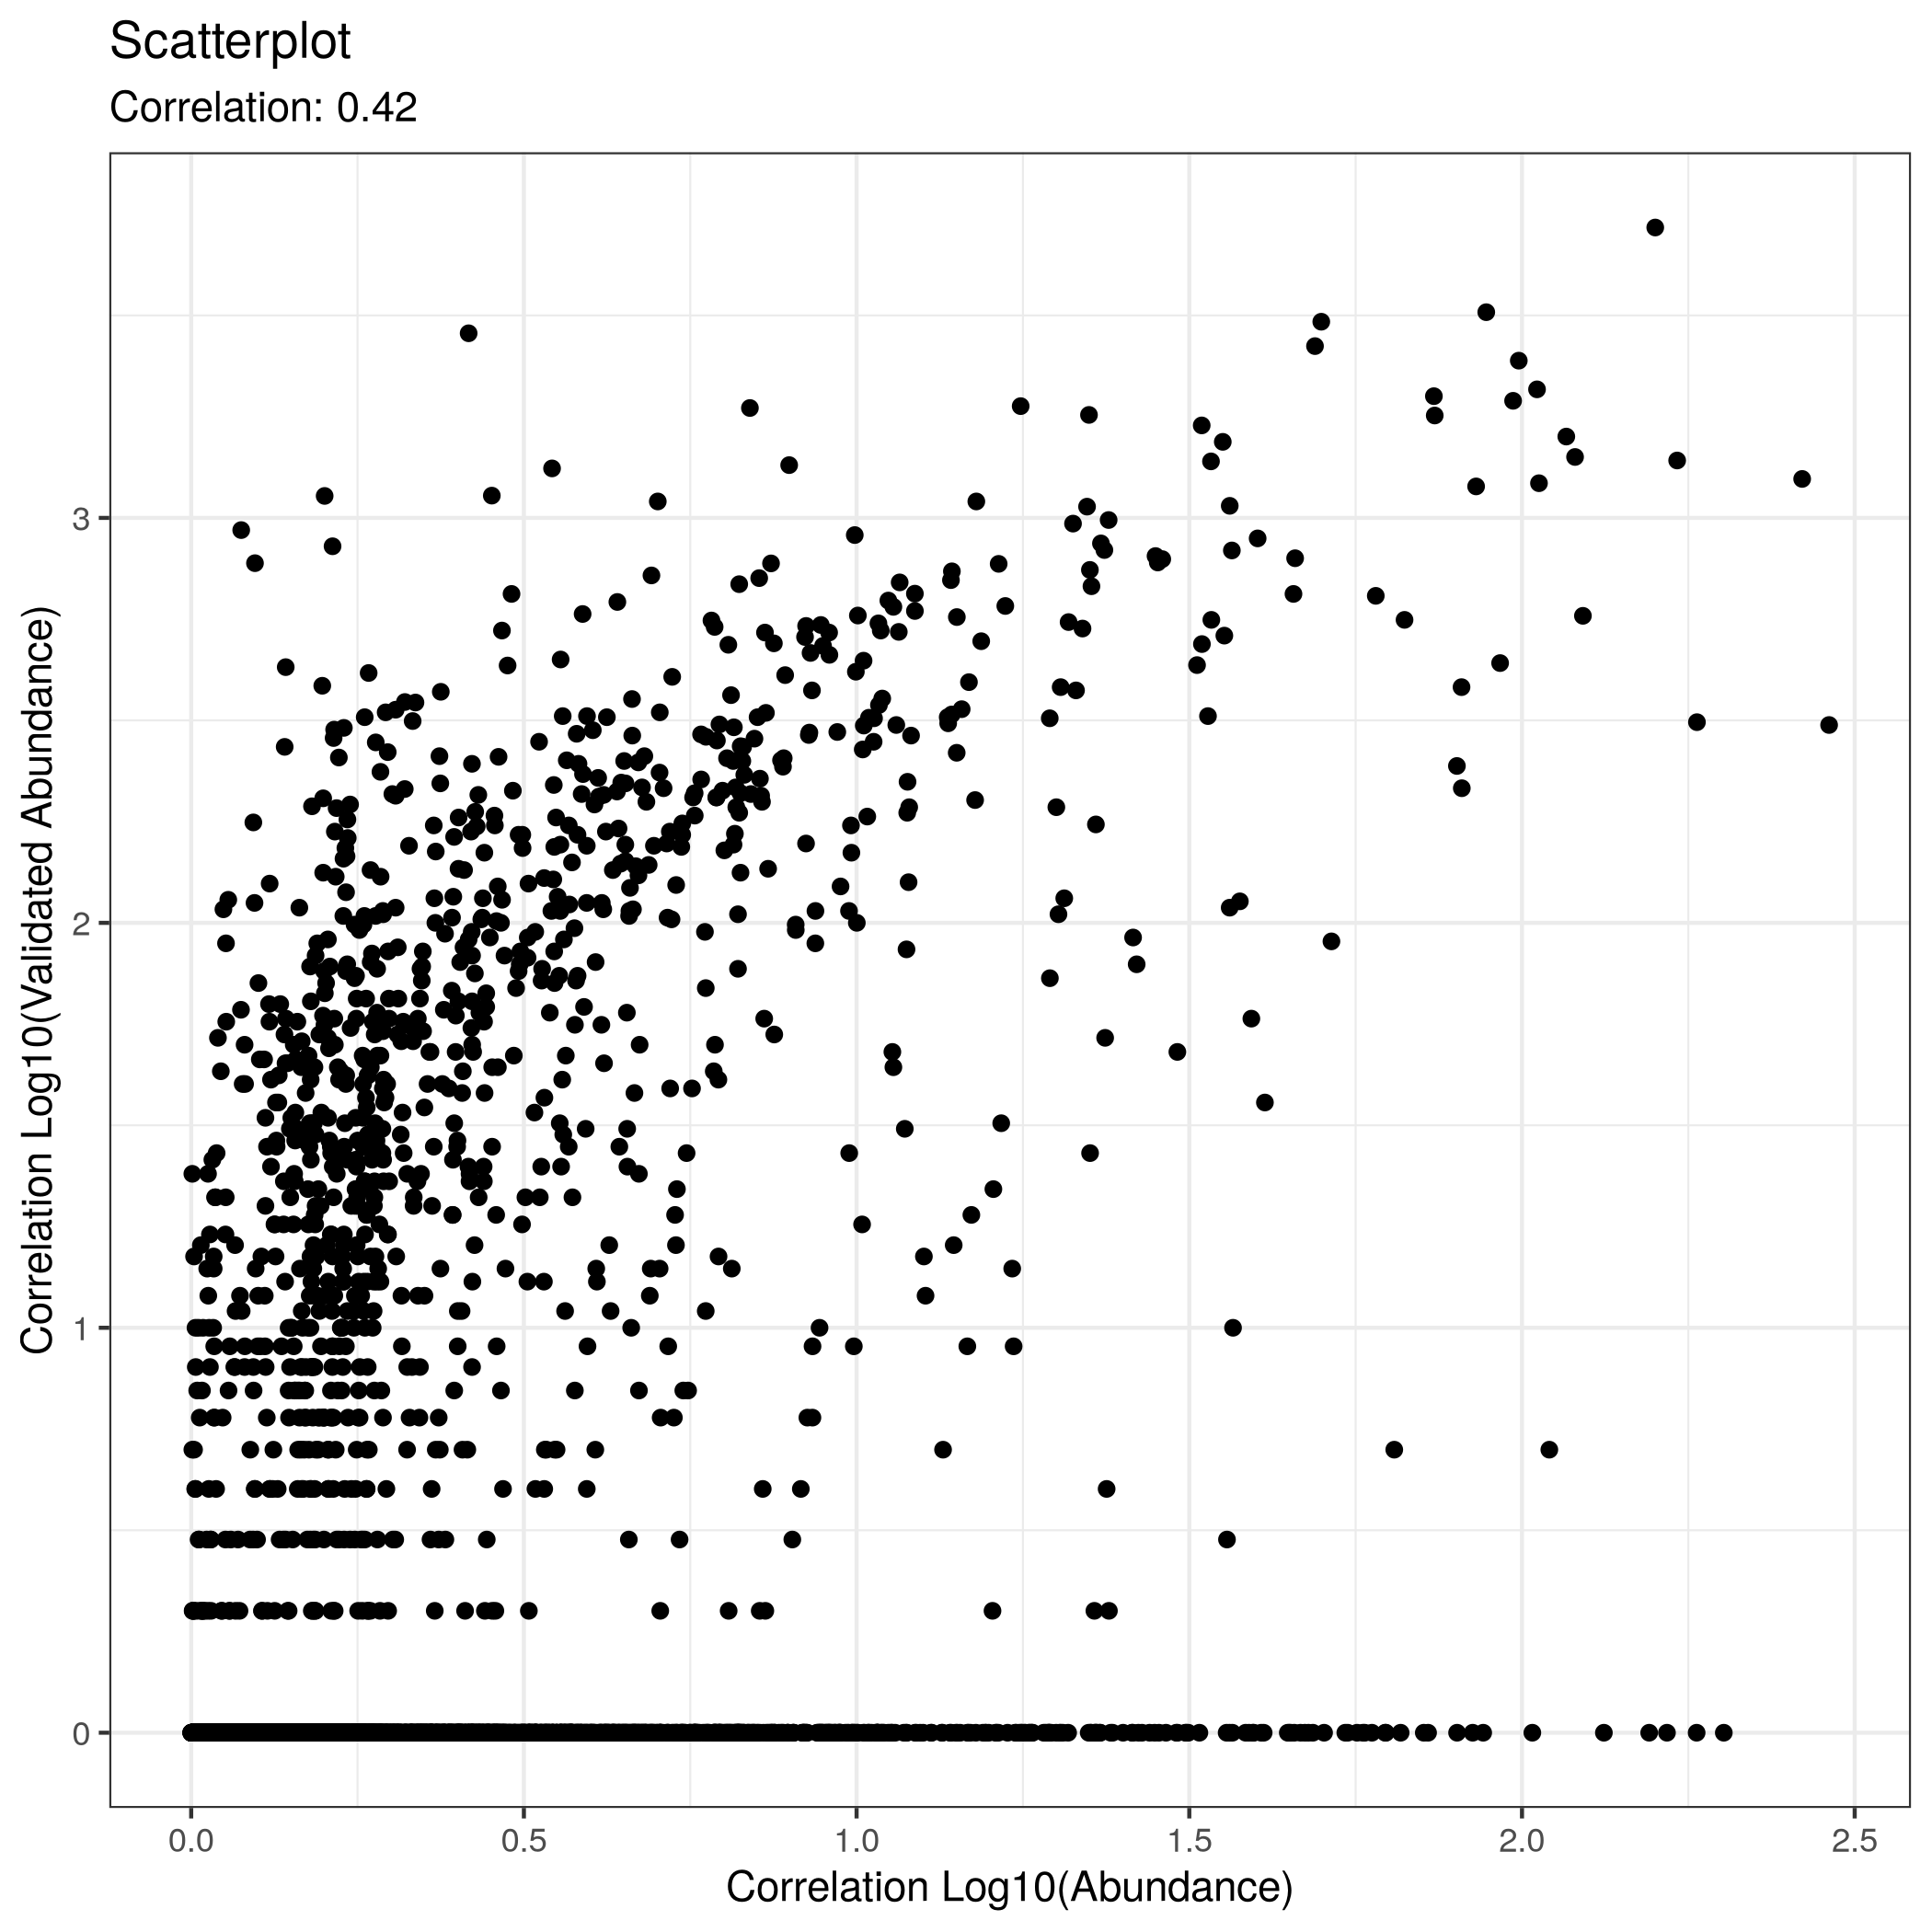 Scatterplot
Correlation: 0.42
Correlation Log10(Validated Abundance)
3
2
1
0
0.0 0.5 1.0 1.5 2.0 2.5
Correlation Log10(Abundance)